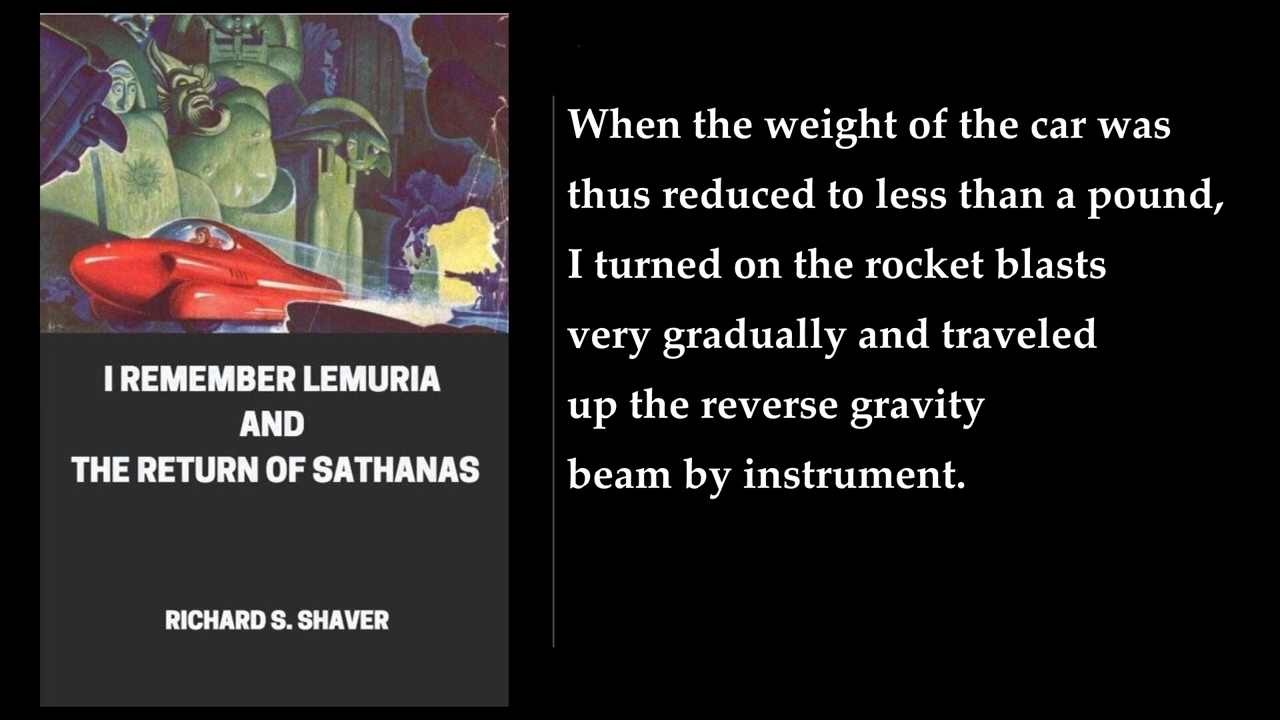 I REMEMBER LEMURIA
AND
THE RETURN OF SATHANAS
RICHARD S. SHAVER
When the weight of the car was
thus reduced to less than a pound,
I turned on the rocket blasts
very gradually and traveled
up the reverse gravity
beam by instrument.